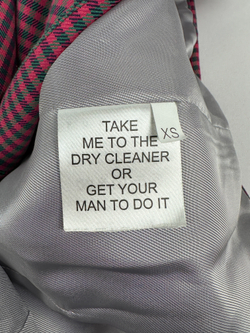 TAKE
ME TO THE
DRY CLEANER
OR
GET YOUR
MAN TO DO IT
XS